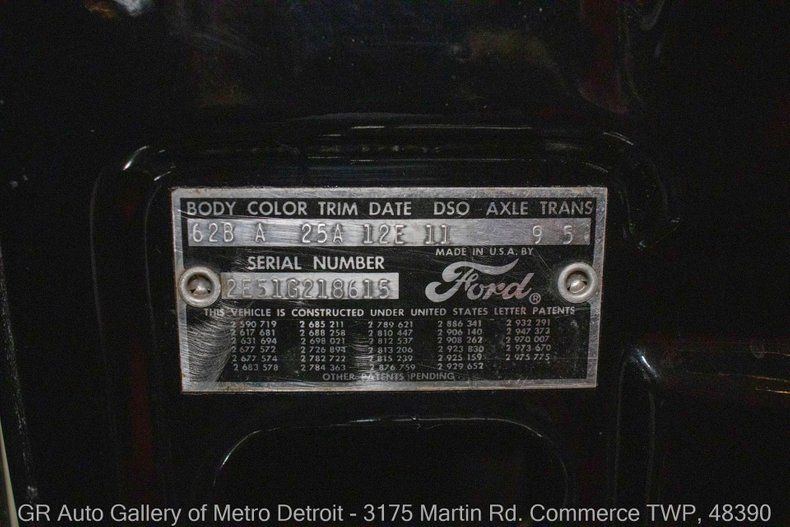 BODY COLOR TRIM DATE DSO AXLE TRANS
62B A 25A 12E 11 9 5
SERIAL NUMBER
MADE IN U.S.A. BY
2E51G218615
Ford®
THIS VEHICLE IS CONSTRUCTED UNDER UNITED STATES LETTER PATENTS
2 590 719 2 685 211 2 789 621 2 886 341 2 932 291
2 617 681 2 688 258 2 810 447 2 906 140 2 947 373
2 631 694 2 698 021 2 812 537 2 908 262 2 970 007
2 677 572 2 726 894 2 813 206 2 923 830 2 973 670
2 677 574 2 782 722 2 815 239 2 925 159 2 975 775
2 683 578 2 784 363 2 876 759 2 929 652
OTHER PATENTS PENDING
GR Auto Gallery of Metro Detroit - 3175 Martin Rd. Commerce TWP, 48390